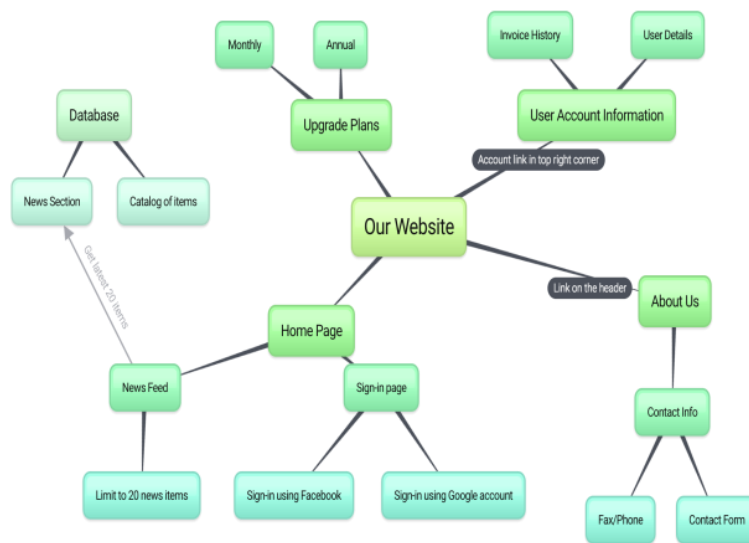 Monthly
Annual
Invoice History
User Details
Database
Upgrade Plans
User Account Information
Account link in top right corner
News Section
Catalog of items
Our Website
Get latest 20 items
Link on the header
About Us
Home Page
News Feed
Sign-in page
Contact Info
Limit to 20 news items
Sign-in using Facebook
Sign-in using Google account
Fax/Phone
Contact Form